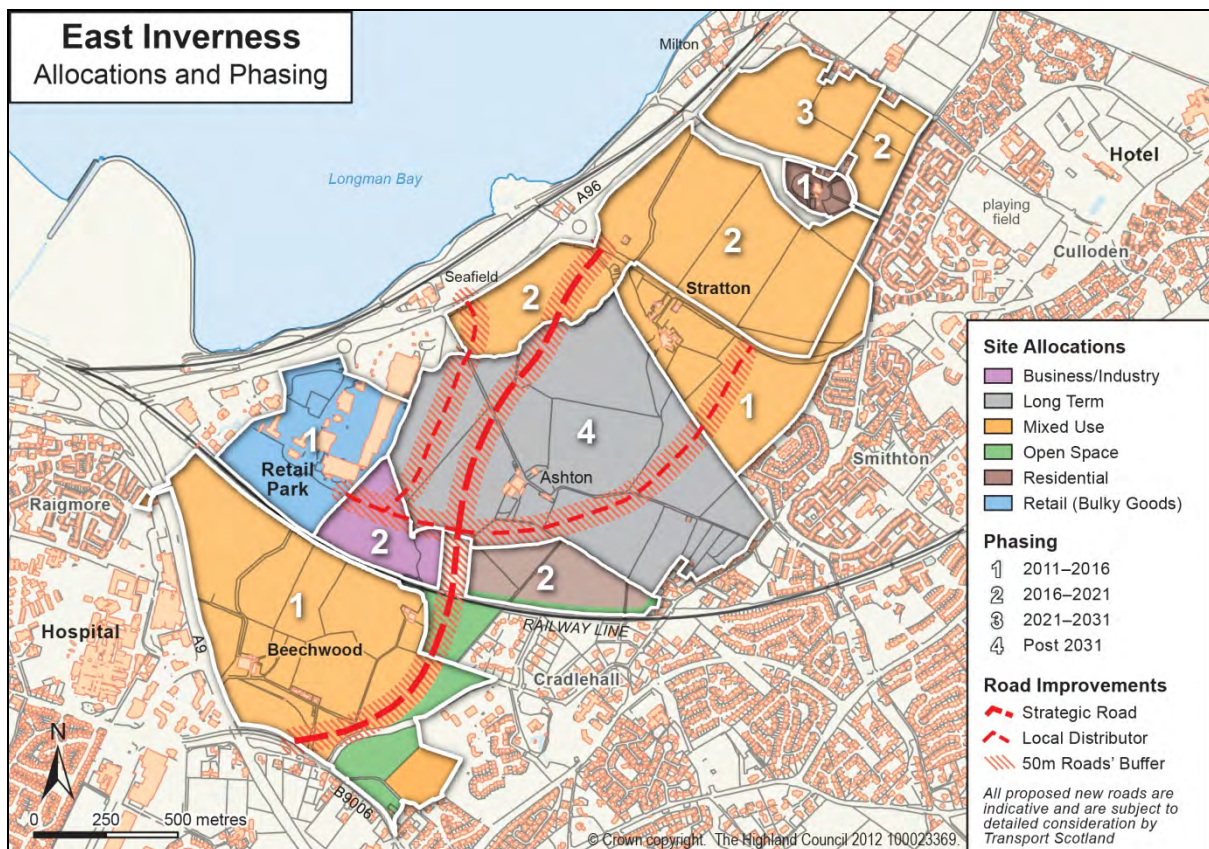 East Inverness
Allocations and Phasing
Milton
3
2
Hotel
1
playing
field
Culloden
Longman Bay
A96
2
Seafield
2
Stratton
1
4
1
Retail
Park
Ashton
Smithton
Raigmore
2
2
1
RAILWAY LINE
Hospital
A9
Beechwood
Cradlehall
B9006
N
0 250 500 metres
Site Allocations
Business/Industry
Long Term
Mixed Use
Open Space
Residential
Retail (Bulky Goods)
Phasing
1 2011–2016
2 2016–2021
3 2021–2031
4 Post 2031
Road Improvements
Strategic Road
Local Distributor
50m Roads' Buffer
All proposed new roads are
indicative and are subject to
detailed consideration by
Transport Scotland
© Crown copyright. The Highland Council 2012 100023369.